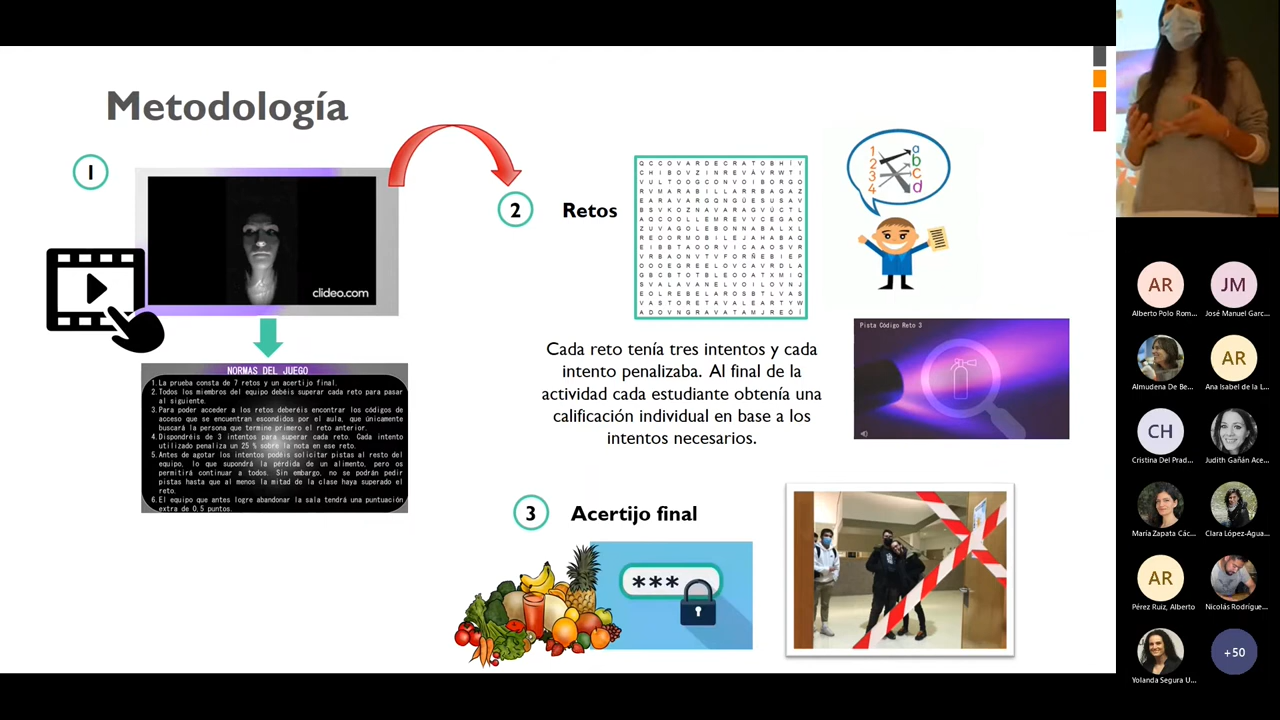 Metodología
1
clideo.com
NORMAS DEL JUEGO
1. La prueba consta de 7 retos y un acertijo final.
2. Todos los miembros del equipo debéis superar cada reto para pasar
al siguiente.
3. Para poder acceder a los retos deberéis encontrar los códigos de
acceso que se encuentran escondidos por el aula, que únicamente
buscará la persona que termine primero el reto anterior.
4. Dispondréis de 3 intentos para superar cada reto. Cada intento
utilizado penaliza un 25 % sobre la nota en ese reto.
5. Antes de agotar los intentos podéis solicitar pistas al resto del
equipo, lo que supondrá la pérdida de un alimento, pero os
permitirá continuar a todos. Sin embargo, no se podrán pedir
pistas hasta que al menos la mitad de la clase haya superado el
reto.
6. El equipo que antes logre abandonar la sala tendrá una puntuación
extra de 0,5 puntos.
2
Retos
1 a
2 b
3 c
4 d
Cada reto tenía tres intentos y cada
intento penalizaba. Al final de la
actividad cada estudiante obtenía una
calificación individual en base a los
intentos necesarios.
Pista Código Reto 3
3
Acertijo final
***
AR
JM
Alberto Polo Rom...
José Manuel Garc...
AR
Almudena De Be...
Ana Isabel de la L...
CH
Cristina Del Prad...
Judith Gañán Ace...
María Zapata Các...
Clara López-Agua...
AR
Pérez Ruiz, Alberto
Nicolás Rodrígue...
Yolanda Segura U...
+50